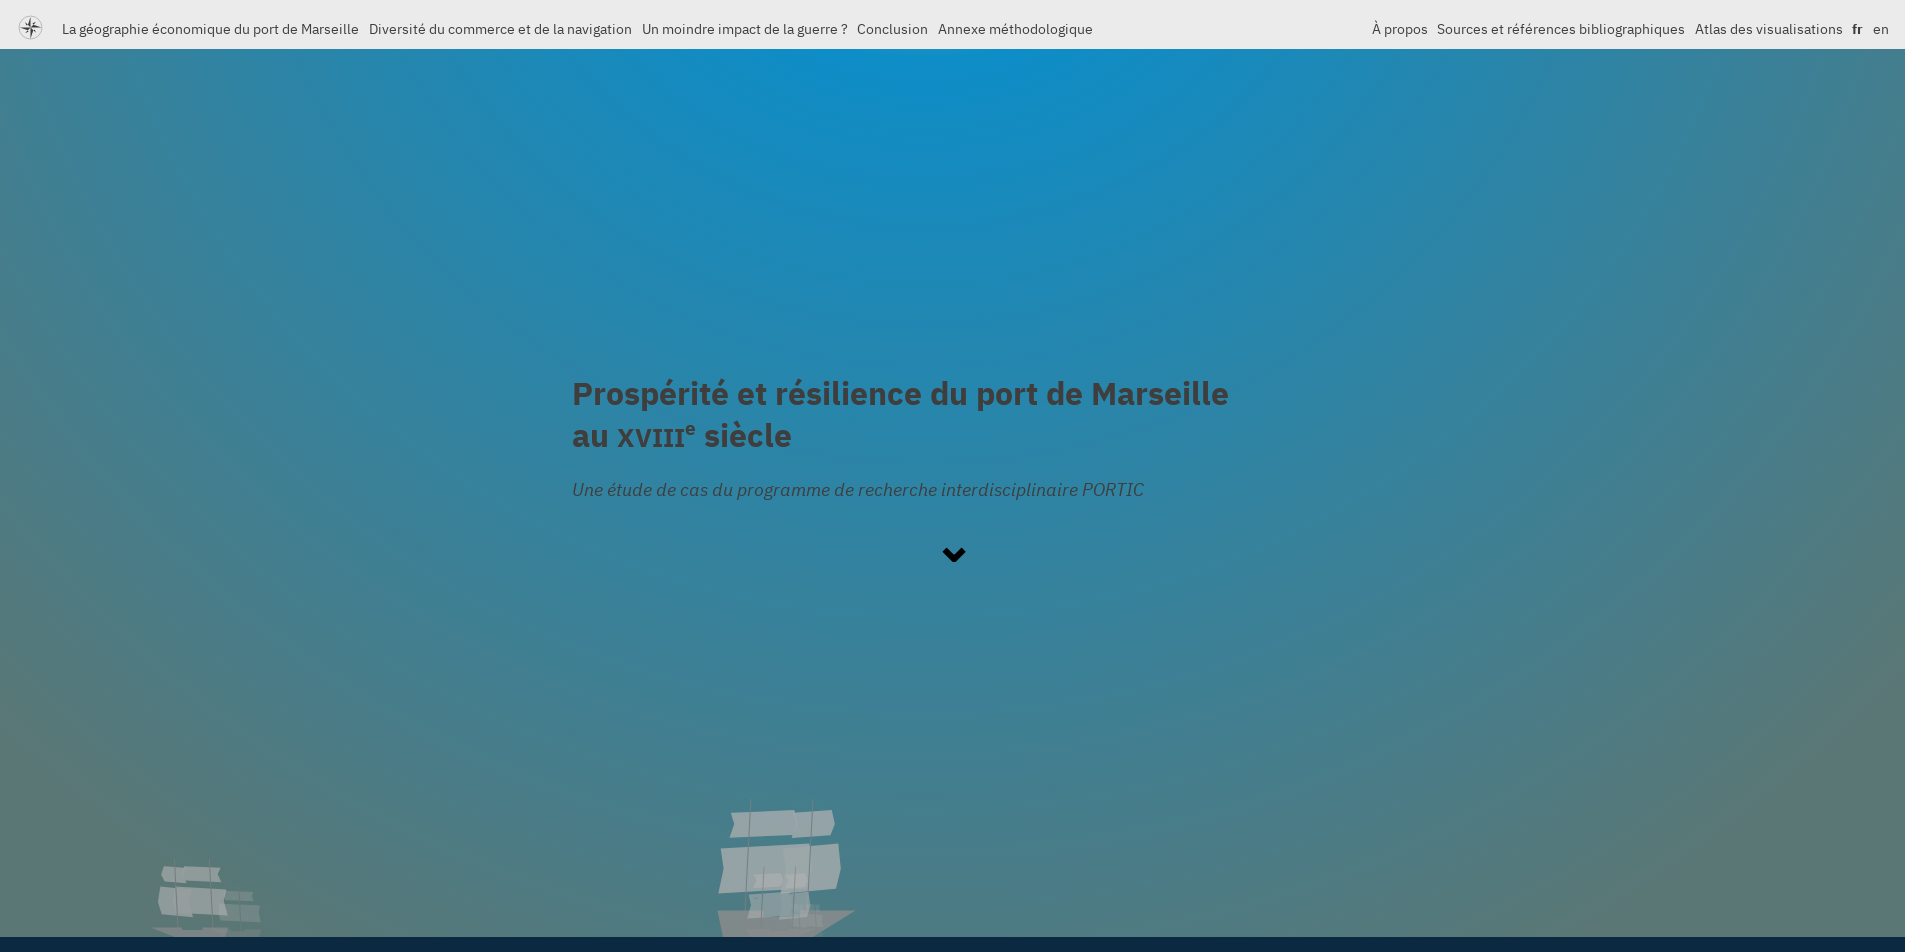 La géographie économique du port de Marseille Diversité du commerce et de la navigation Un moindre impact de la guerre ? Conclusion Annexe méthodologique À propos Sources et références bibliographiques Atlas des visualisations fr en
Prospérité et résilience du port de Marseille
au XVIIIe siècle
Une étude de cas du programme de recherche interdisciplinaire PORTIC